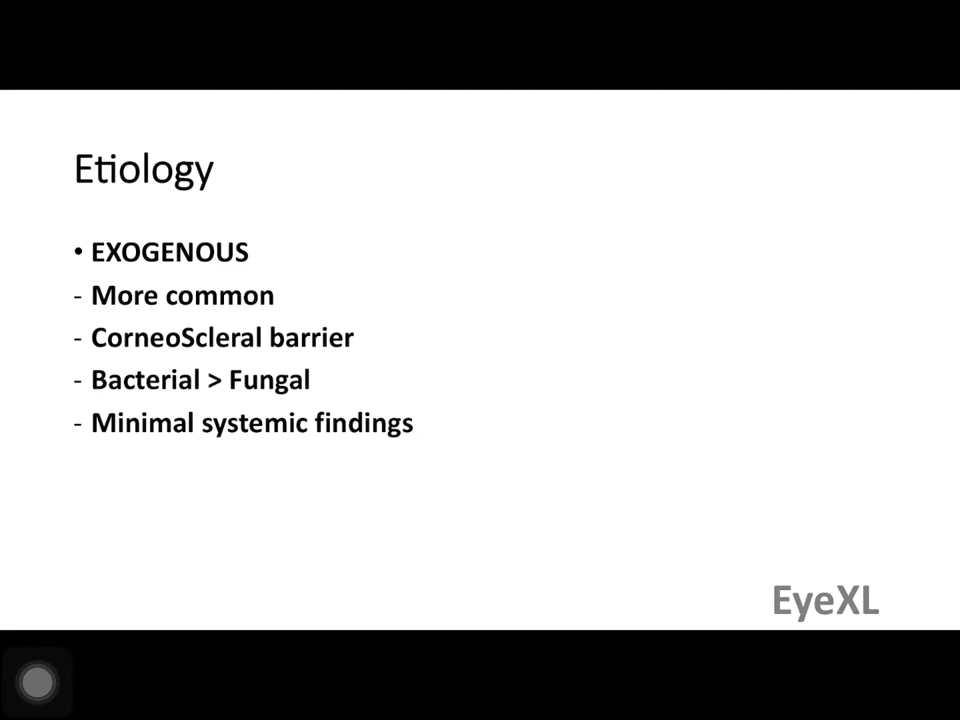 Etiology
• EXOGENOUS
- More common
- CorneoScleral barrier
- Bacterial > Fungal
- Minimal systemic findings
EyeXL